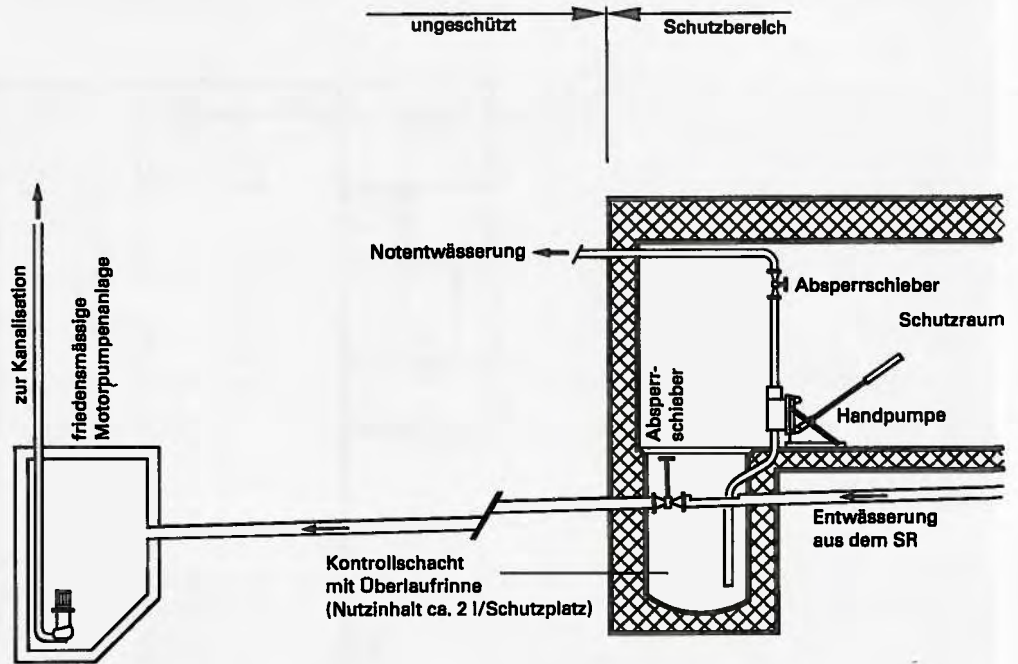 ungeschützt
Schutzbereich
Notentwässerung
Absperrschieber
Schutzraum
zur Kanalisation
friedensmässige
Motorpumpenanlage
Absperr-
schieber
Handpumpe
Entwässerung
aus dem SR
Kontrollschacht
mit Überlaufrinne
(Nutzinhalt ca. 2 l/Schutzplatz)